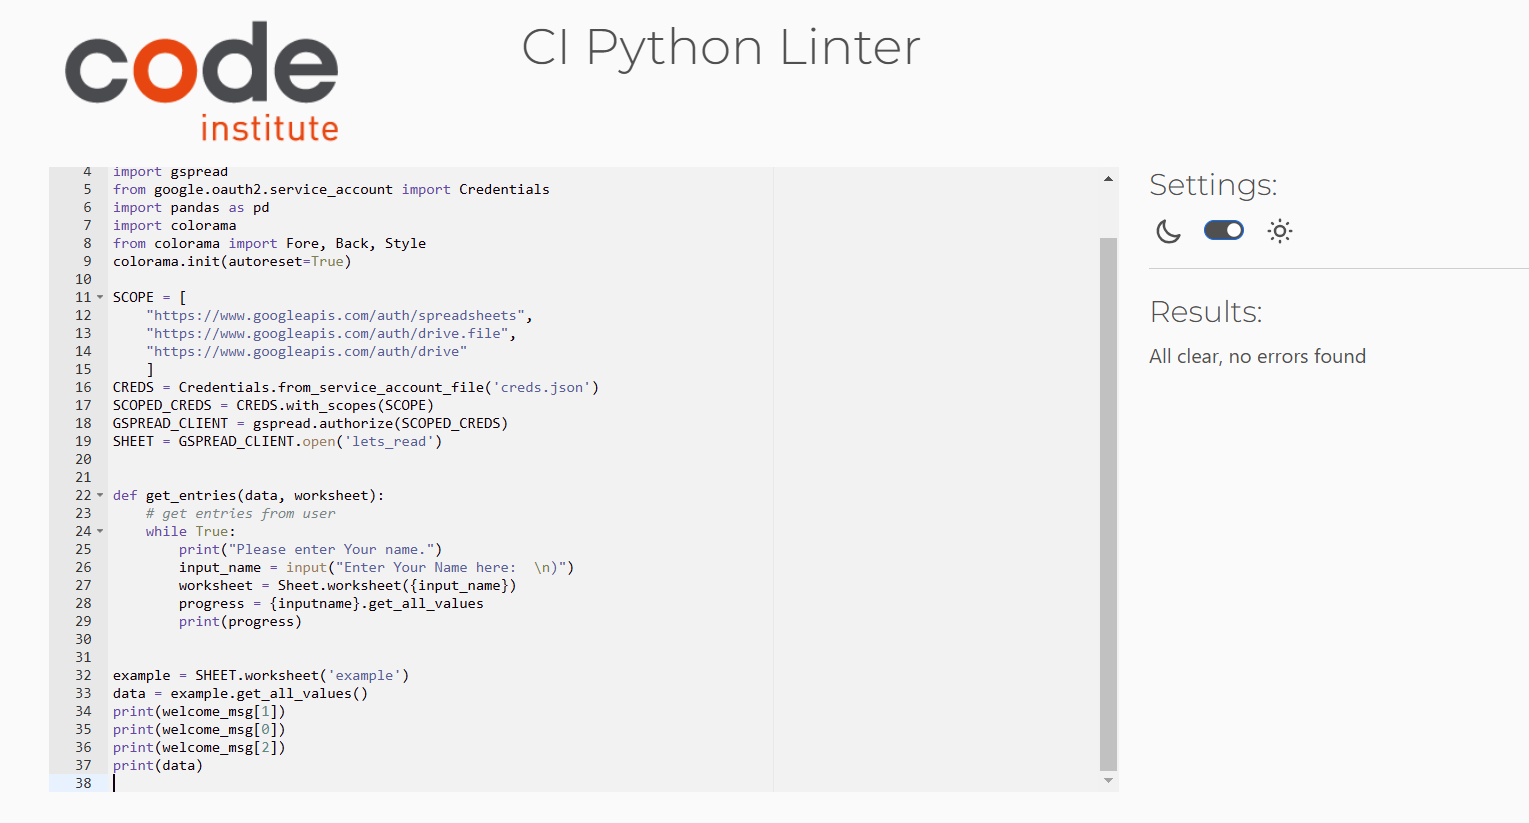 code
institute
CI Python Linter
4 import gspread
5 from google.oauth2.service_account import Credentials
6 import pandas as pd
7 import colorama
8 from colorama import Fore, Back, Style
9 colorama.init(autoreset=True)
10
11 SCOPE = [
12     "https://www.googleapis.com/auth/spreadsheets",
13     "https://www.googleapis.com/auth/drive.file",
14     "https://www.googleapis.com/auth/drive"
15     ]
16 CREDS = Credentials.from_service_account_file('creds.json')
17 SCOPED_CREDS = CREDS.with_scopes(SCOPE)
18 GSPREAD_CLIENT = gspread.authorize(SCOPED_CREDS)
19 SHEET = GSPREAD_CLIENT.open('lets_read')
20
21
22 def get_entries(data, worksheet):
23     # get entries from user
24     while True:
25         print("Please enter Your name.")
26         input_name = input("Enter Your Name here:  \n)")
27         worksheet = Sheet.worksheet({input_name})
28         progress = {inputname}.get_all_values
29         print(progress)
30
31
32 example = SHEET.worksheet('example')
33 data = example.get_all_values()
34 print(welcome_msg[1])
35 print(welcome_msg[0])
36 print(welcome_msg[2])
37 print(data)
38
Settings:
Results:
All clear, no errors found